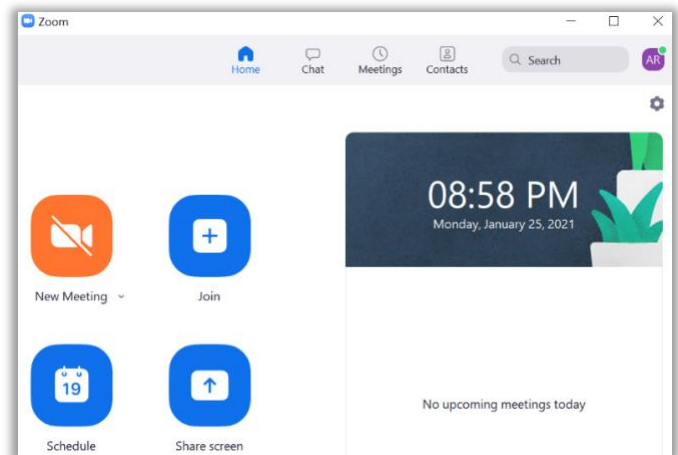 Zoom
Home Chat Meetings Contacts Search AR
08:58 PM
Monday, January 25, 2021
New Meeting Join
19
Schedule Share screen
No upcoming meetings today